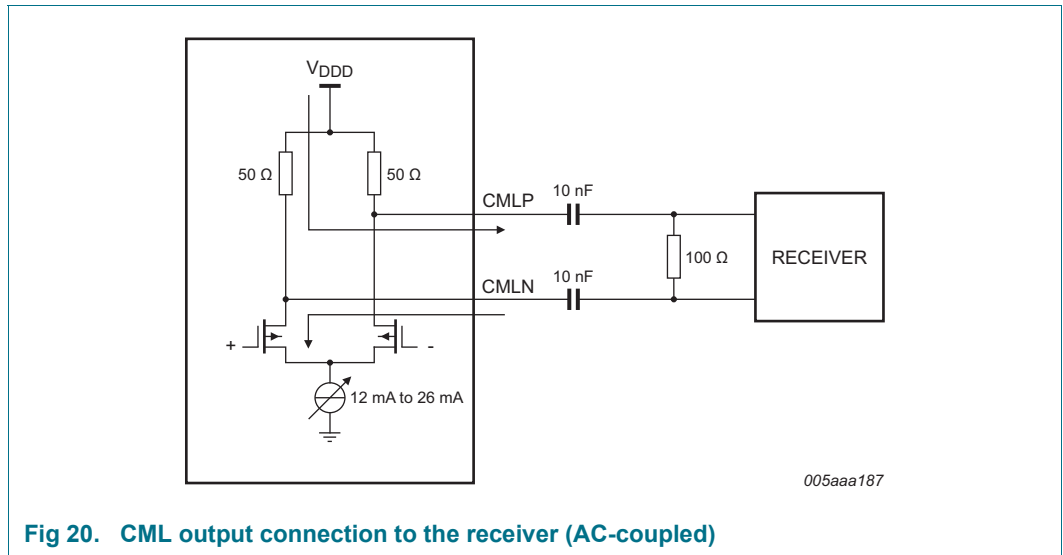 VDDD
50 Ω
50 Ω
CMLP
10 nF
100 Ω
RECEIVER
CMLN
10 nF
+
-
12 mA to 26 mA
005aaa187
Fig 20. CML output connection to the receiver (AC-coupled)